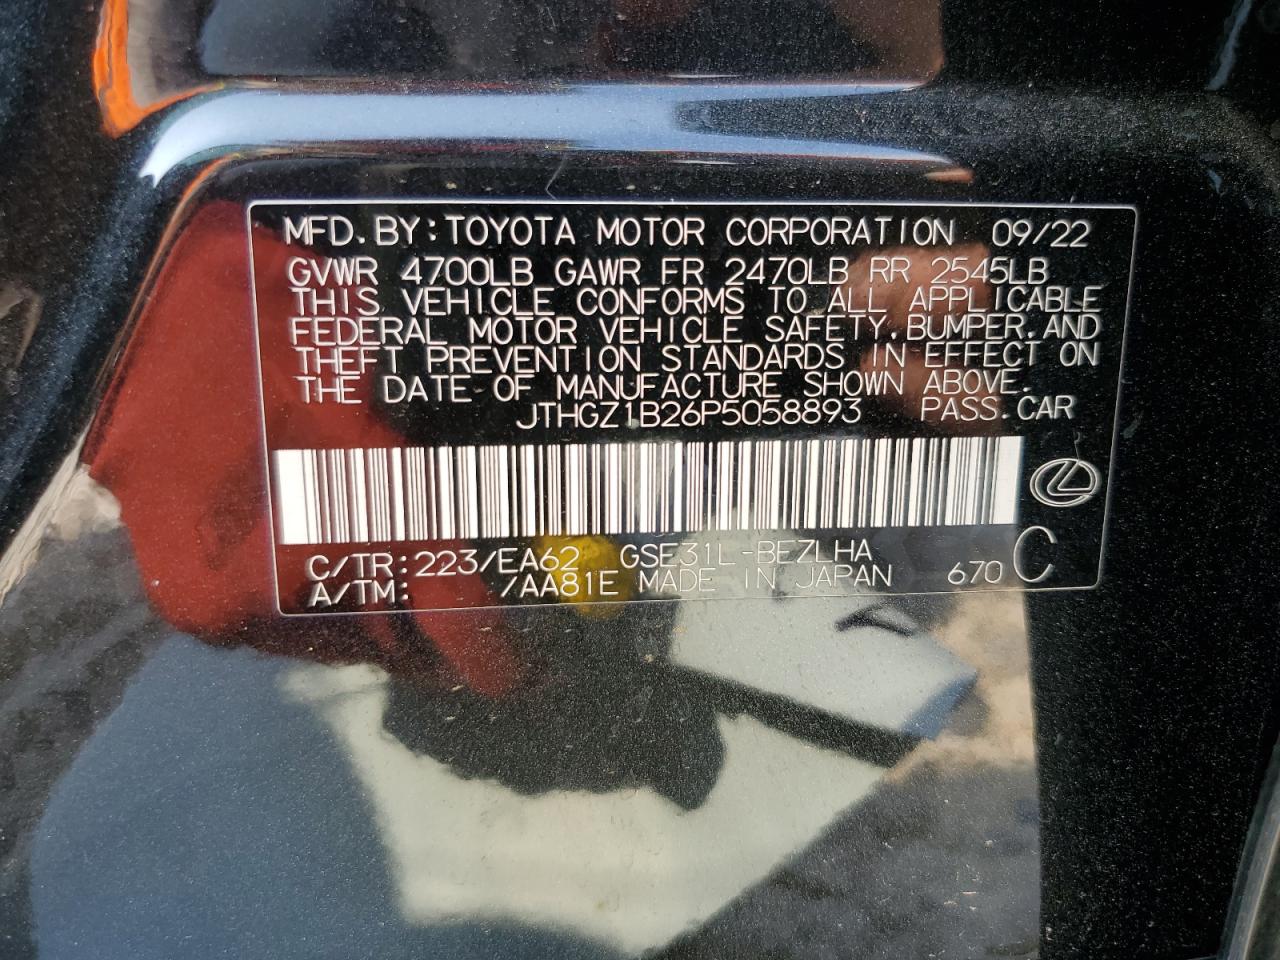 MFD. BY: TOYOTA MOTOR CORPORATION 09/22
GVWR 4700LB GAWR FR 2470LB RR 2545LB
THIS VEHICLE CONFORMS TO ALL APPLICABLE
FEDERAL MOTOR VEHICLE SAFETY, BUMPER, AND
THEFT PREVENTION STANDARDS IN EFFECT ON
THE DATE OF MANUFACTURE SHOWN ABOVE.
JTHGZ1B26P5058893 PASS. CAR
C/TR: 223/EA62 GSE31L-BEZLHA
A/TM: /AA81E MADE IN JAPAN 670 C